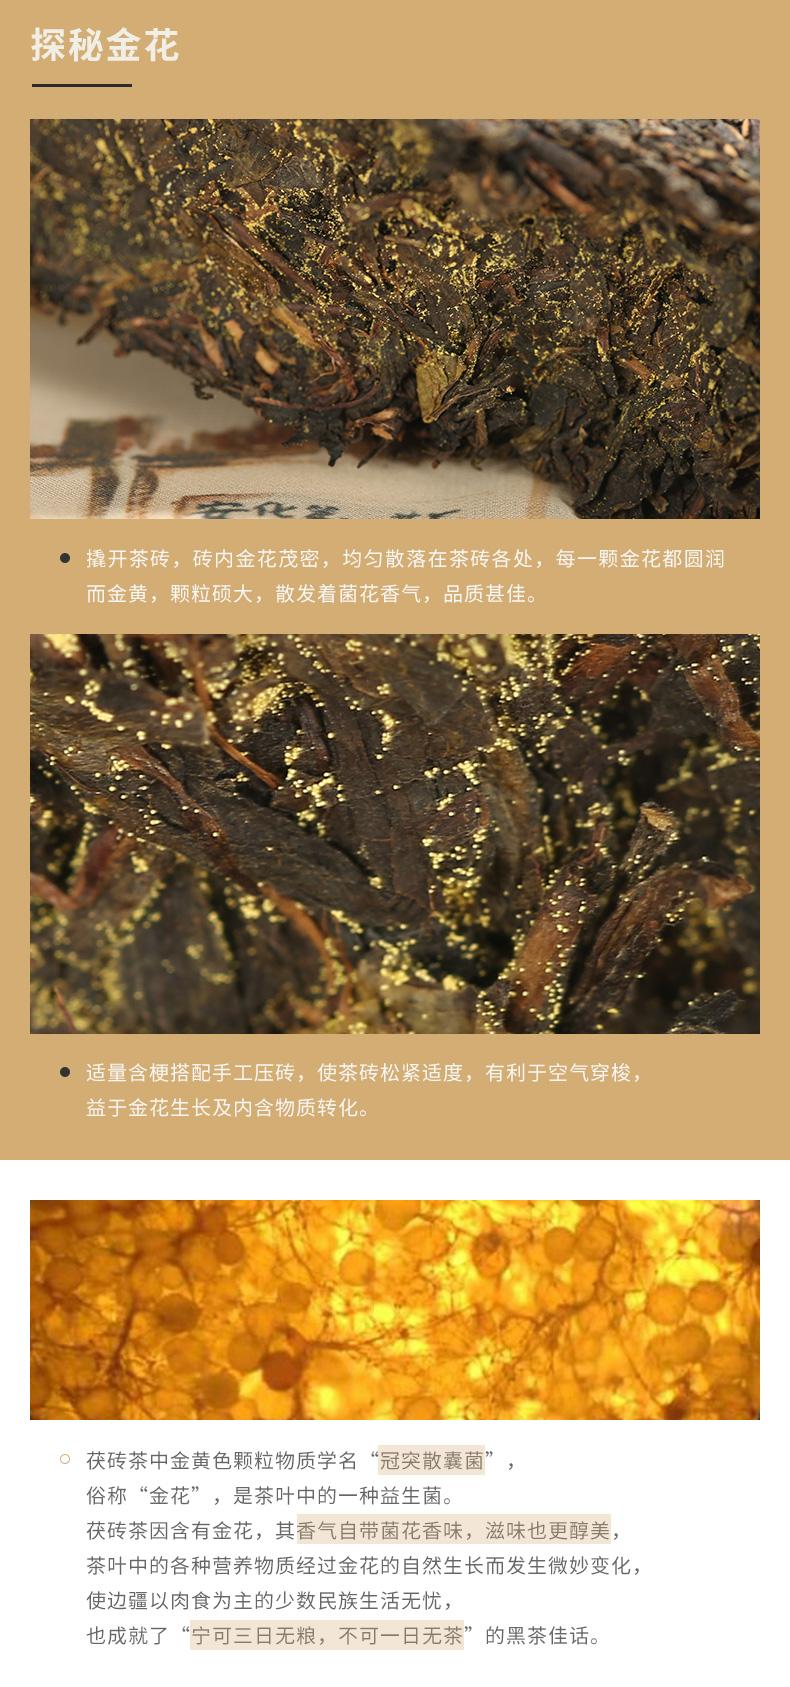 探秘金花
撬开茶砖，砖内金花茂密，均匀散落在茶砖各处，每一颗金花都圆润
而金黄，颗粒硕大，散发着菌花香气，品质甚佳。
适量含梗搭配手工压砖，使茶砖松紧适度，有利于空气穿梭，
益于金花生长及内含物质转化。
茯砖茶中金黄色颗粒物质学名“冠突散囊菌”，
俗称“金花”，是茶叶中的一种益生菌。
茯砖茶因含有金花，其香气自带菌花香味，滋味也更醇美，
茶叶中的各种营养物质经过金花的自然生长而发生微妙变化，
使边疆以肉食为主的少数民族生活无忧，
也成就了“宁可三日无粮，不可一日无茶”的黑茶佳话。